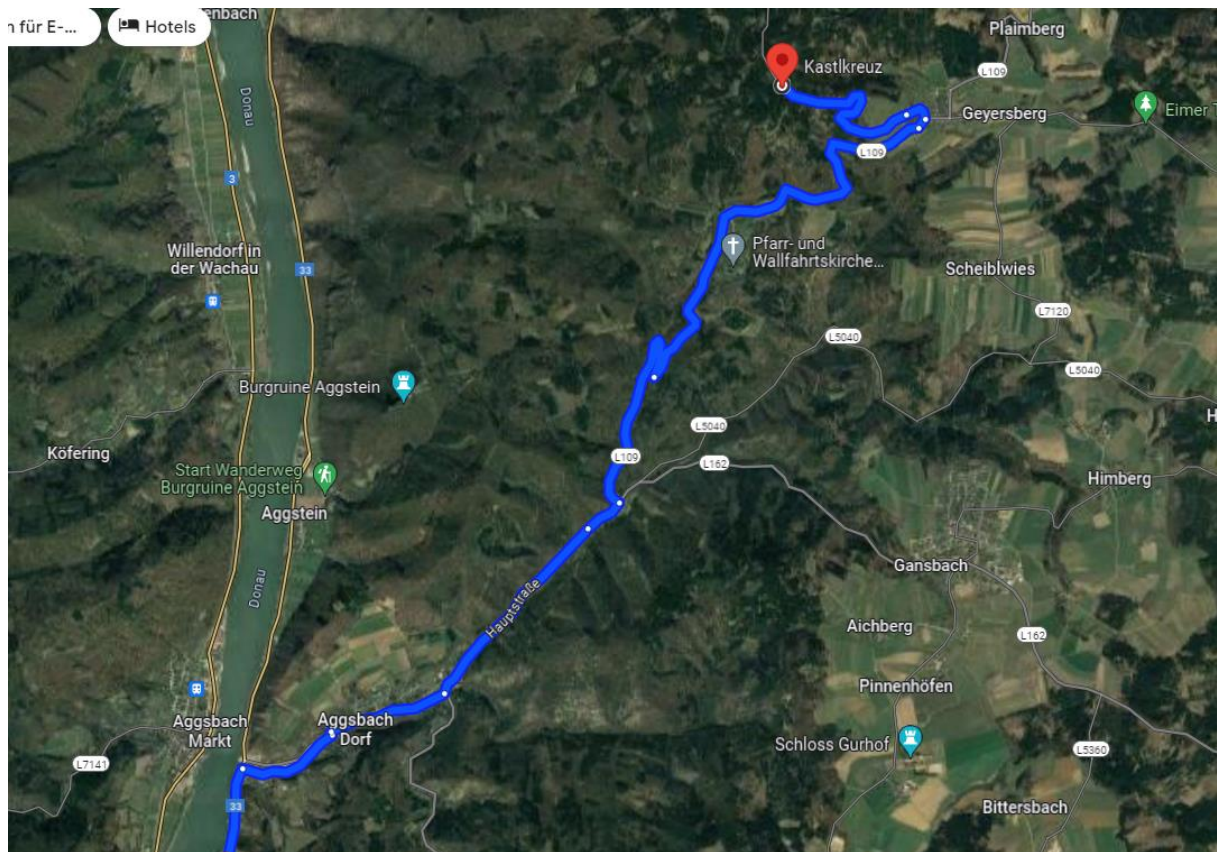 n für E-...
Hotels
enbach
Plaimberg
Kastlkreuz
L109
Geyersberg
Eimer T
Donau
3
L109
Willendorf in
der Wachau
33
Pfarr- und
Wallfahrtskirche...
Scheiblwies
L7120
L5040
L5040
Burgruine Aggstein
H
Köfering
L5040
L109
L162
Start Wanderweg
Burgruine Aggstein
Aggstein
Himberg
Gansbach
Donau
Hauptstraße
Aichberg
L162
Pinnenhöfen
Aggsbach
Markt
Aggsbach
Dorf
Schloss Gurhof
L7141
L5360
33
Bittersbach